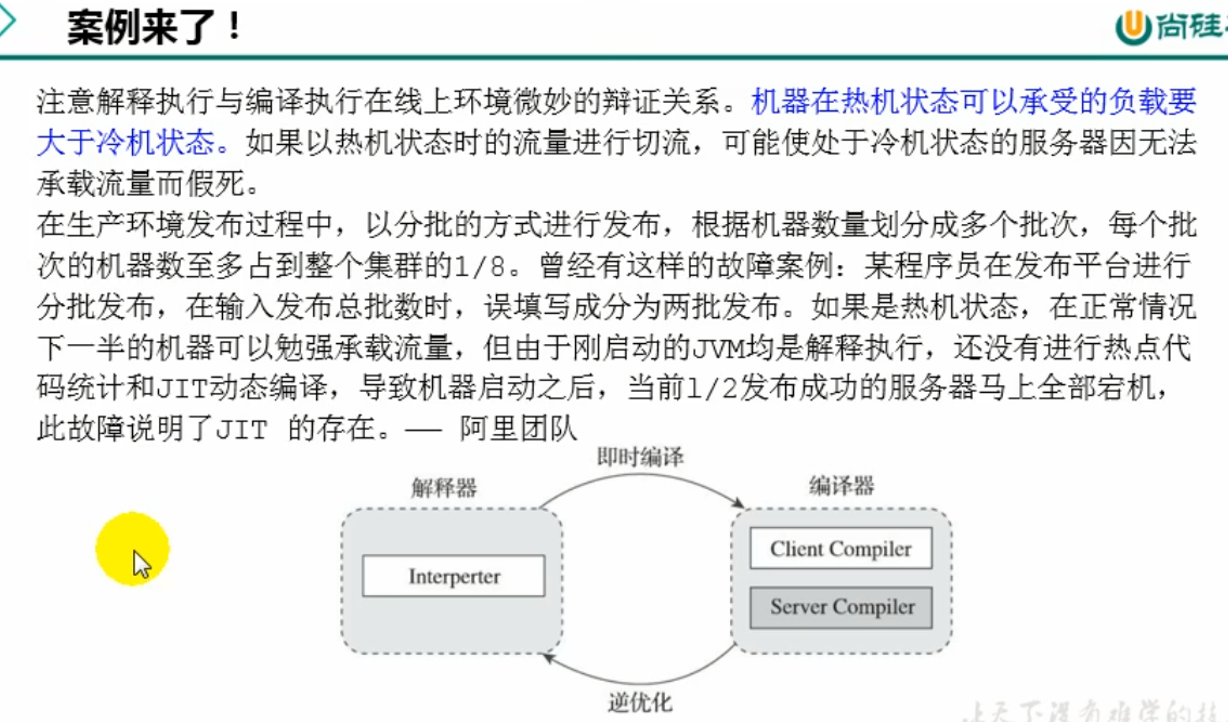 案例来了！
尚硅
注意解释执行与编译执行在线上环境微妙的辩证关系。机器在热机状态可以承受的负载要
大于冷机状态。如果以热机状态时的流量进行切流，可能使处于冷机状态的服务器因无法
承载流量而假死。
在生产环境发布过程中，以分批的方式进行发布，根据机器数量划分成多个批次，每个批
次的机器数至多占到整个集群的1/8。曾经有这样的故障案例：某程序员在发布平台进行
分批发布，在输入发布总批数时，误填写成分为两批发布。如果是热机状态，在正常情况
下一半的机器可以勉强承载流量，但由于刚启动的JVM均是解释执行，还没有进行热点代
码统计和JIT动态编译，导致机器启动之后，当前1/2发布成功的服务器马上全部宕机，
此故障说明了JIT 的存在。—— 阿里团队
即时编译
解释器
编译器
Client Compiler
Interperter
Server Compiler
逆优化
上天下没有难学的技